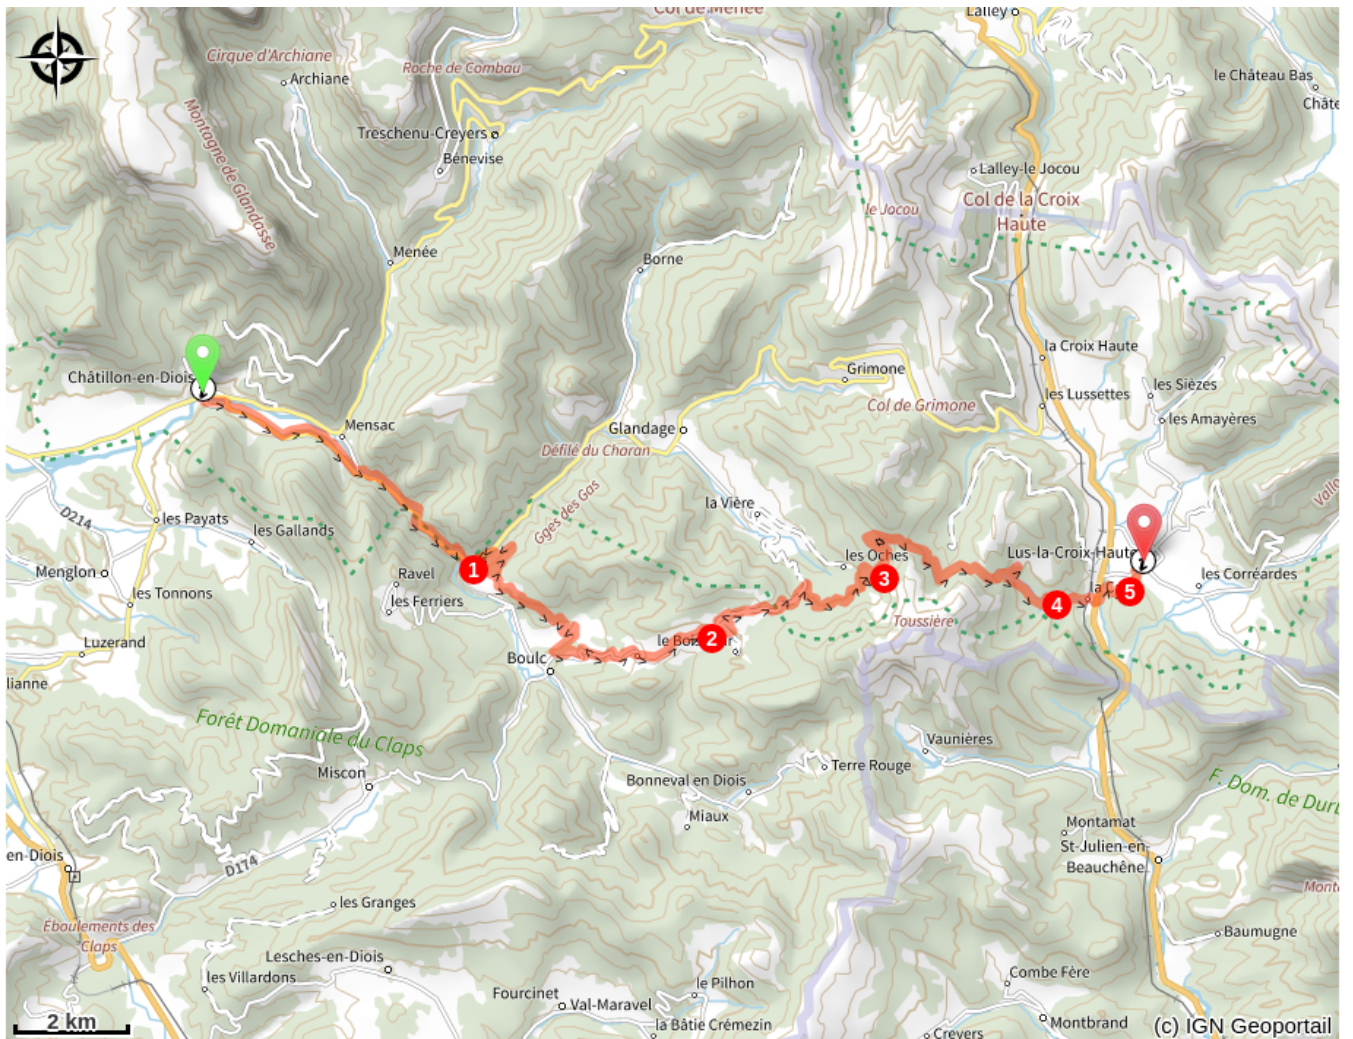 Col de Menée
Lalley
Cirque d'Archiane
Roche de Combau
le Château Bas
Archiane
Châte
Montagne de Glandasse
Treschenu-Creyers
Bénevise
Lalley-le Jocou
le Jocou
Col de la Croix
Haute
Menée
Borne
la Croix Haute
Châtillon-en-Diois
Grimone
les Sièzes
les Lussettes
Col de Grimone
les Amayères
Mensac
Glandage
Défilé du Charan
Gges des Gas
la Vière
D214
les Payats
les Gallands
les Oches
Lus-la-Croix-Haute
Menglon
Ravel
1
3
les Corréardes
les Tonnons
les Ferriers
4
5
Toussière
Luzerand
2
Boulc
lianne
Forêt Domaniale du Claps
Vaunières
Miscon
Bonneval en Diois
Terre Rouge
F. Dom. de Durb
Miaux
Montamat
St-Julien-en-
Beauchêne
en-Diois
D174
les Granges
Eboulements des
Claps
Baumugne
Lesches-en-Diois
les Villardons
Combe Fère
le Pilhon
Fourcinet
Val-Maravel
la Bâtie Crémezin
Montbrand
Creyers
2 km
(c) IGN Geoportail